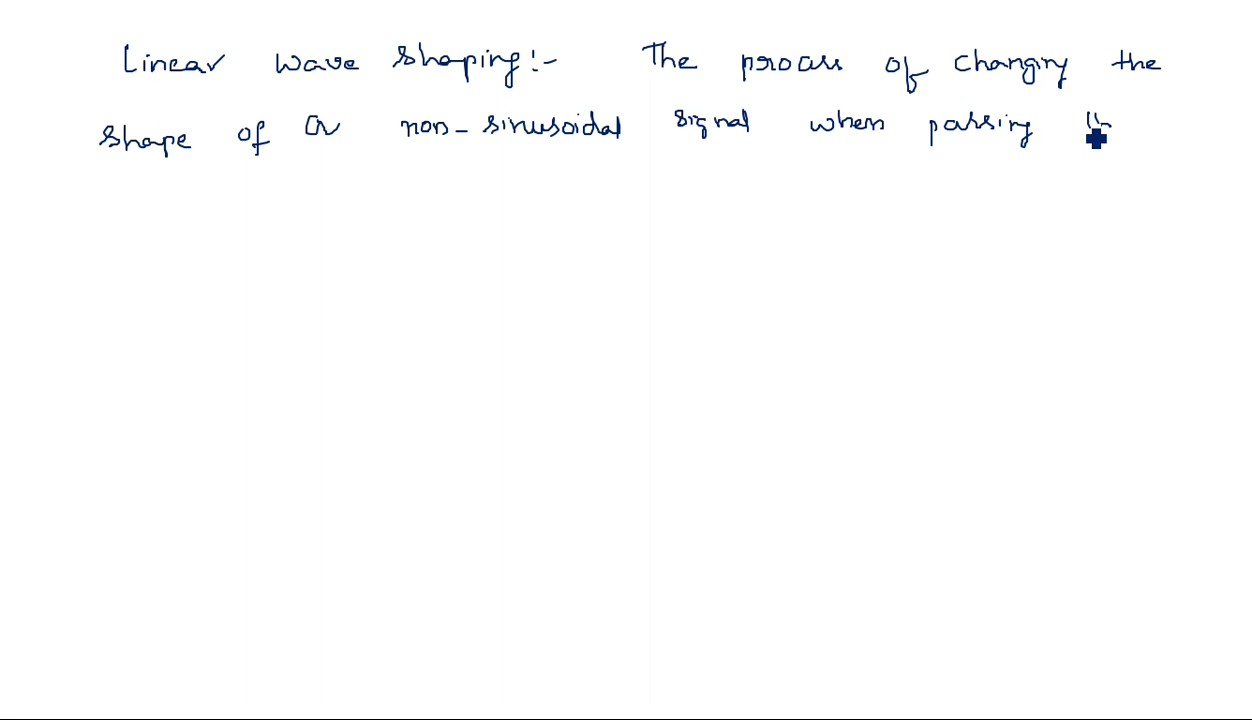 Linear wave shaping:- The process of changing the
shape of a non-sinusoidal signal when passing